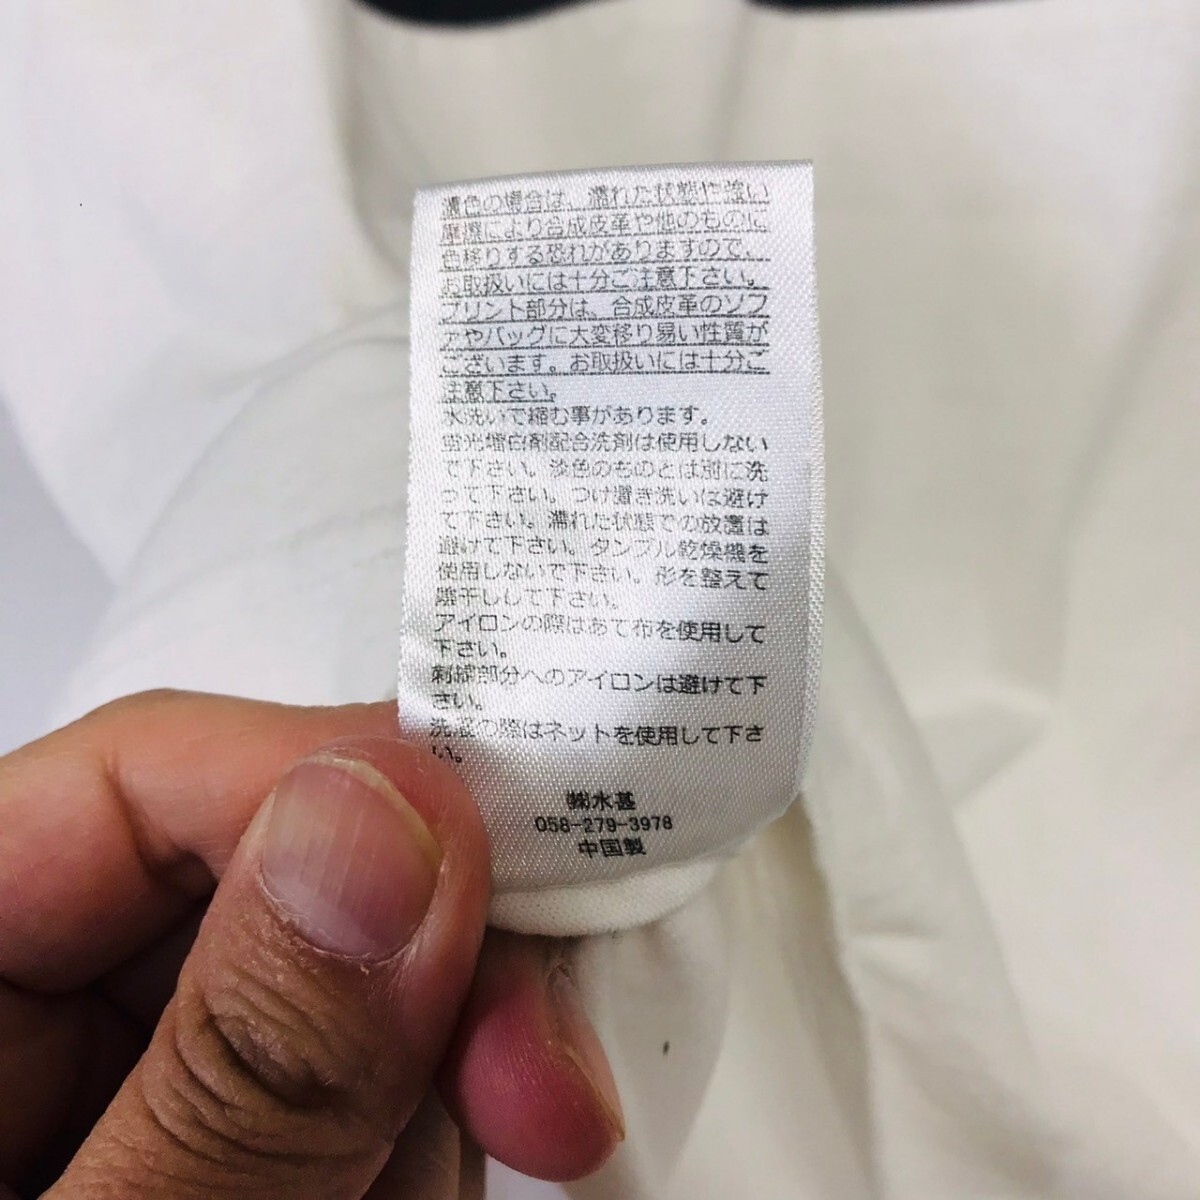 濃色の場合は、濡れた状態や強い
摩擦により合成皮革や他のものに
色移りする恐れがありますので、
お取扱いには十分ご注意下さい。
プリント部分は、合成皮革のソフ
ァやバッグに大変移り易い性質が
ございます。お取扱いには十分ご
注意下さい。
水洗いで縮む事があります。
蛍光増白剤配合洗剤は使用しない
で下さい。淡色のものとは別に洗
って下さい。つけ置き洗いは避け
て下さい。濡れた状態での放置は
避けて下さい。タンブル乾燥機を
使用しないで下さい。形を整えて
陰干しして下さい。
アイロンの際はあて布を使用して
下さい。
刺繍部分へのアイロンは避けて下
さい。
洗濯の際はネットを使用して下さ
い。
㈱水甚
058-279-3978
中国製